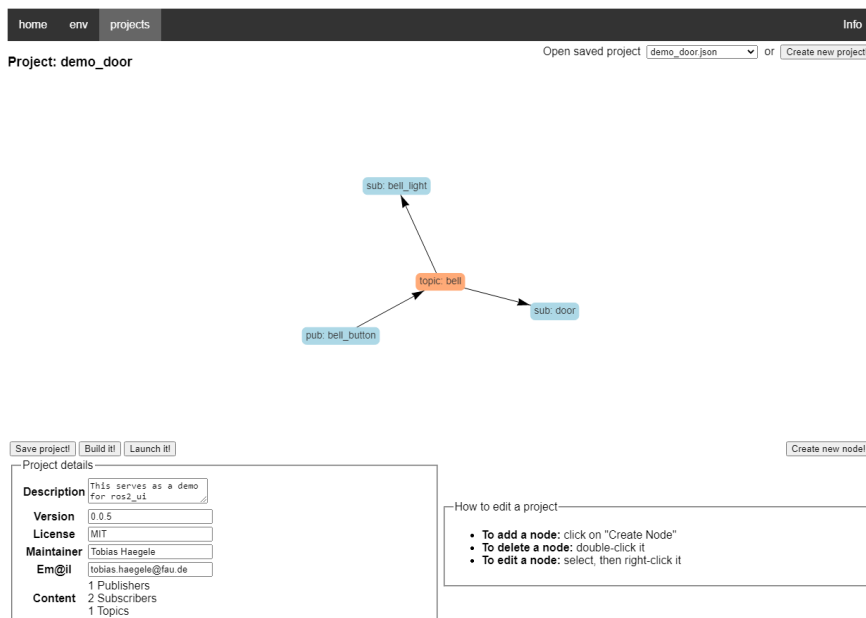 home env projects Info
Open saved project demo_door.json or Create new project
Project: demo_door
sub: bell_light
topic: bell
sub: door
pub: bell_button
Save project! Build it! Launch it! Create new node!
Project details
Description This serves as a demo
for ros2_ui
Version 0.0.5
License MIT
Maintainer Tobias Haegele
Em@il tobias.haegele@fau.de
Content 1 Publishers
2 Subscribers
1 Topics
How to edit a project
To add a node: click on "Create Node"
To delete a node: double-click it
To edit a node: select, then right-click it